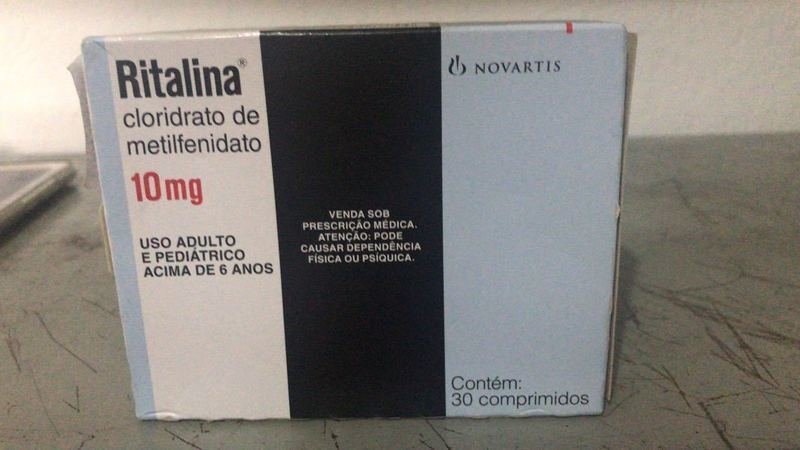 Ritalina®
cloridrato de
metilfenidato
10mg
USO ADULTO
E PEDIÁTRICO
ACIMA DE 6 ANOS
VENDA SOB
PRESCRIÇÃO MÉDICA.
ATENÇÃO: PODE
CAUSAR DEPENDÊNCIA
FÍSICA OU PSÍQUICA.
NOVARTIS
Contém:
30 comprimidos